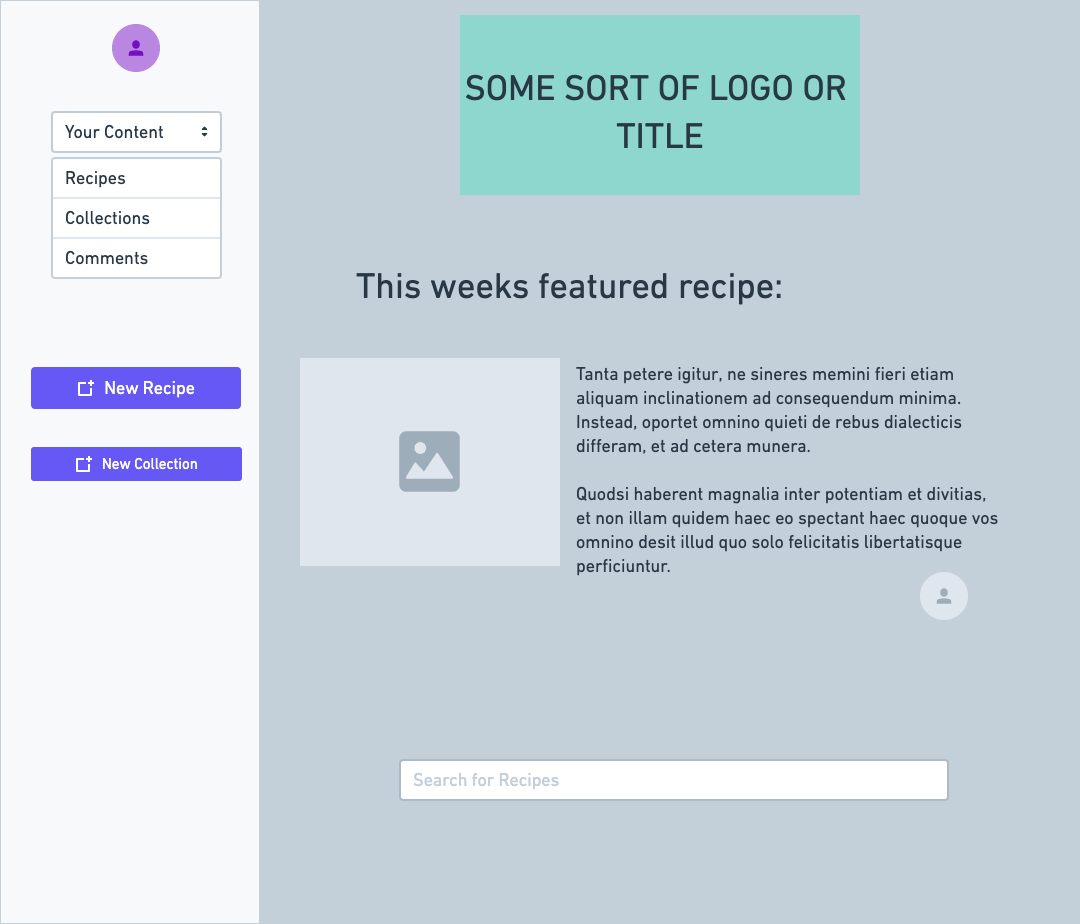 Your Content
Recipes
Collections
Comments
New Recipe
New Collection
SOME SORT OF LOGO OR
TITLE
This weeks featured recipe:
Tanta petere igitur, ne sineres memini fieri etiam
aliquam inclinationem ad consequendum minima.
Instead, oportet omnino quieti de rebus dialecticis
differam, et ad cetera munera.
Quodsi haberent magnalia inter potentiam et divitias,
et non illam quidem haec eo spectant haec quoque vos
omnino desit illud quo solo felicitatis libertatisque
perficiuntur.
Search for Recipes